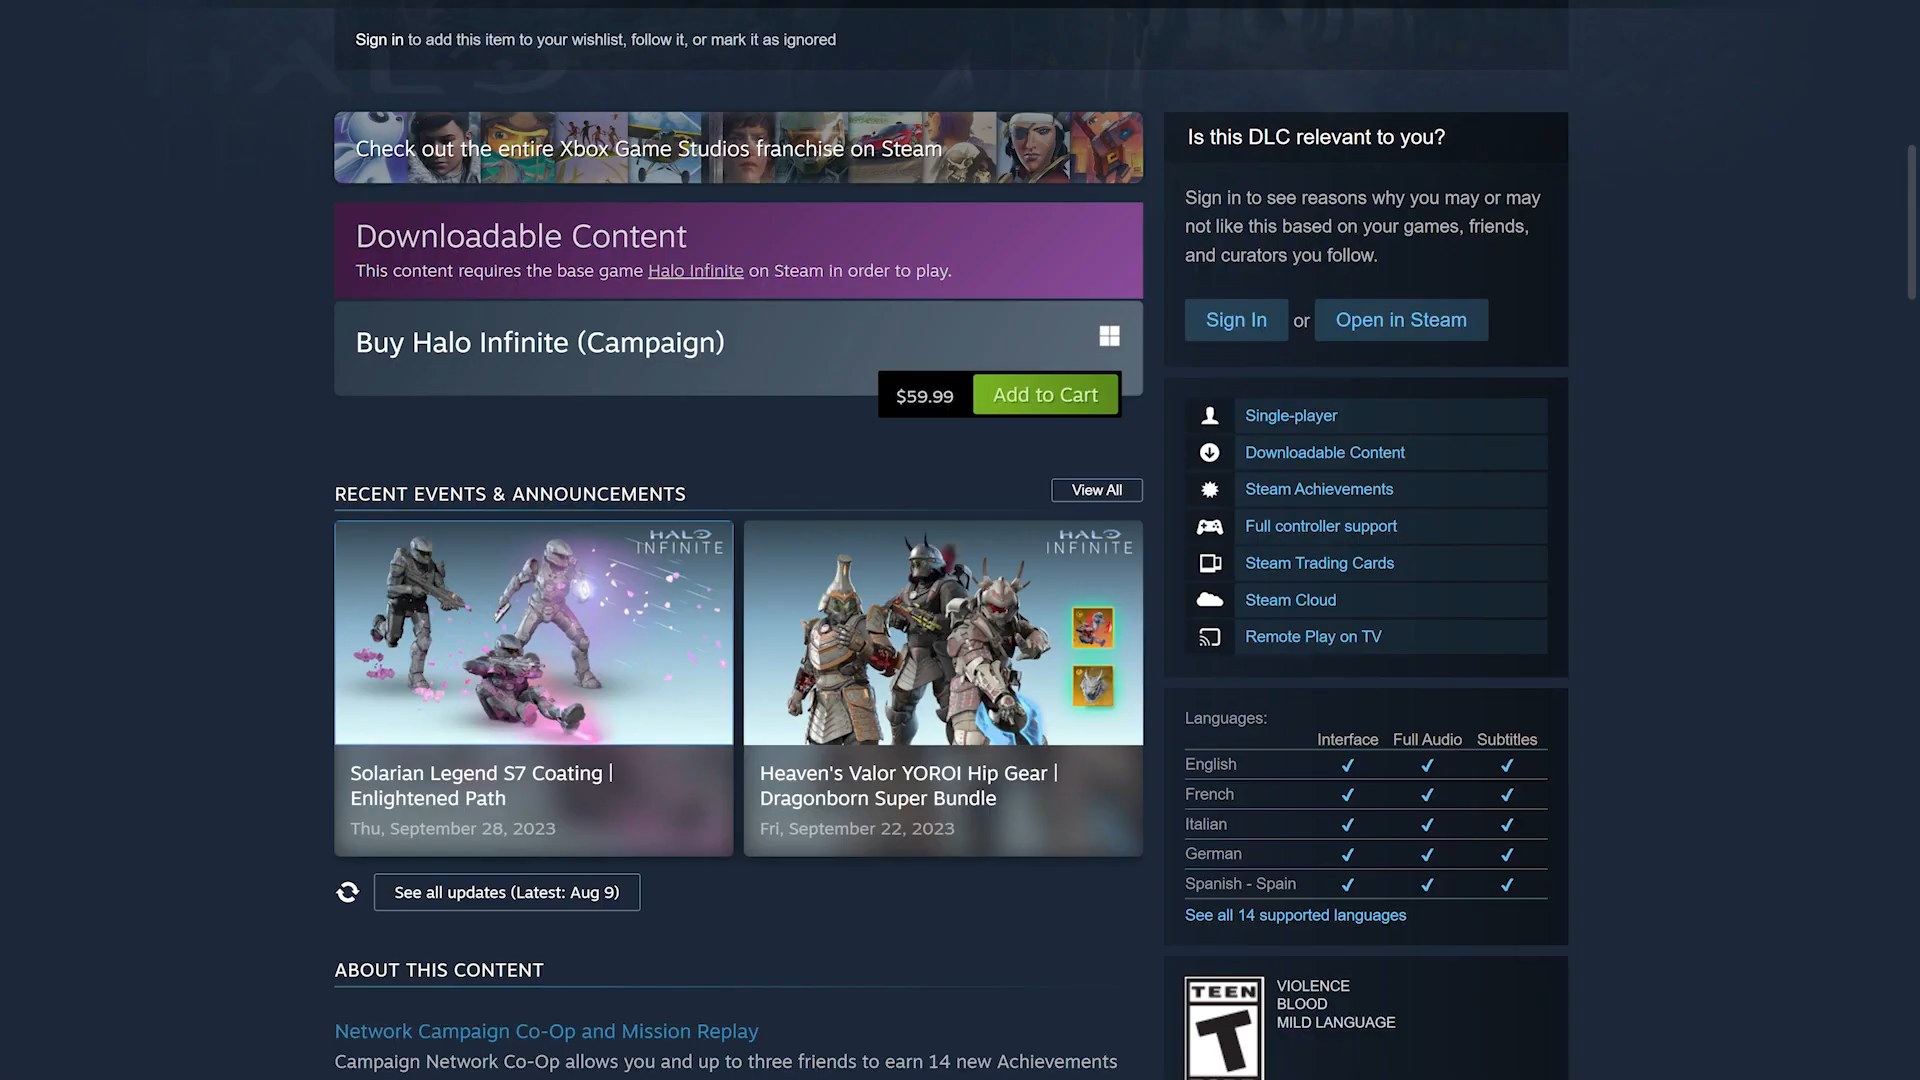 Sign in to add this item to your wishlist, follow it, or mark it as ignored
Check out the entire Xbox Game Studios franchise on Steam
Downloadable Content
This content requires the base game Halo Infinite on Steam in order to play.
Buy Halo Infinite (Campaign)
$59.99
Add to Cart
RECENT EVENTS & ANNOUNCEMENTS
View All
HALO
INFINITE
HALO
INFINITE
Solarian Legend S7 Coating |
Enlightened Path
Thu, September 28, 2023
Heaven's Valor YOROI Hip Gear |
Dragonborn Super Bundle
Fri, September 22, 2023
See all updates (Latest: Aug 9)
ABOUT THIS CONTENT
Network Campaign Co-Op and Mission Replay
Campaign Network Co-Op allows you and up to three friends to earn 14 new Achievements
Is this DLC relevant to you?
Sign in to see reasons why you may or may
not like this based on your games, friends,
and curators you follow.
Sign In or Open in Steam
Single-player
Downloadable Content
Steam Achievements
Full controller support
Steam Trading Cards
Steam Cloud
Remote Play on TV
Languages:
Interface Full Audio Subtitles
English ✔ ✔ ✔
French ✔ ✔ ✔
Italian ✔ ✔ ✔
German ✔ ✔ ✔
Spanish - Spain ✔ ✔ ✔
See all 14 supported languages
TEEN
T
VIOLENCE
BLOOD
MILD LANGUAGE